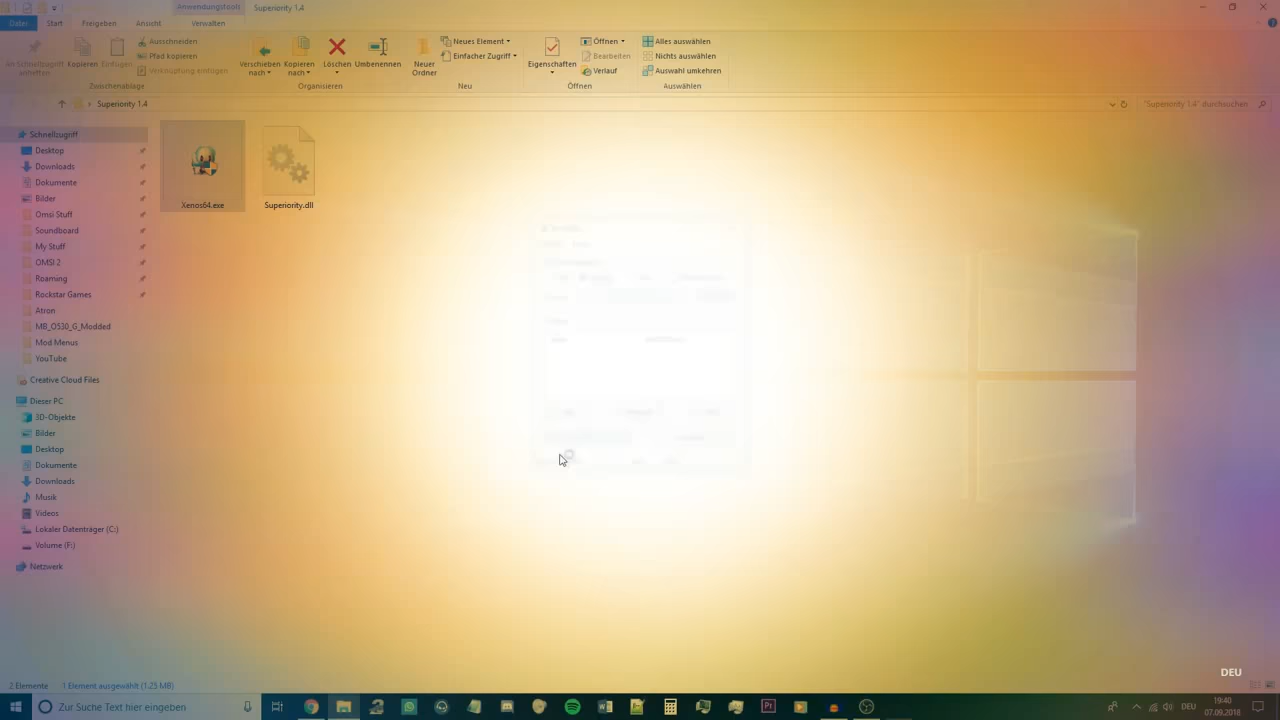 Anwendungstools
Superiority 1.4
Datei
Start
Freigeben
Ansicht
Verwalten
An Schnellzugriff anheften
Kopieren
Einfügen
Ausschneiden
Pfad kopieren
Verknüpfung einfügen
Zwischenablage
Verschieben nach
Kopieren nach
Löschen
Umbenennen
Organisieren
Neuer Ordner
Neues Element
Einfacher Zugriff
Neu
Eigenschaften
Öffnen
Bearbeiten
Verlauf
Öffnen
Alles auswählen
Nichts auswählen
Auswahl umkehren
Auswählen
Superiority 1.4
"Superiority 1.4" durchsuchen
Schnellzugriff
Desktop
Downloads
Dokumente
Bilder
Omsi Stuff
Soundboard
My Stuff
OMSI 2
Roaming
Rockstar Games
Atron
MB_O530_G_Modded
Mod Menus
YouTube
Creative Cloud Files
Dieser PC
3D-Objekte
Bilder
Desktop
Dokumente
Downloads
Musik
Videos
Lokaler Datenträger (C:)
Volume (F:)
Netzwerk
Xenos64.exe
Superiority.dll
2 Elemente
1 Element ausgewählt (1,25 MB)
DEU
Zur Suche Text hier eingeben
DEU
19:40
07.09.2018